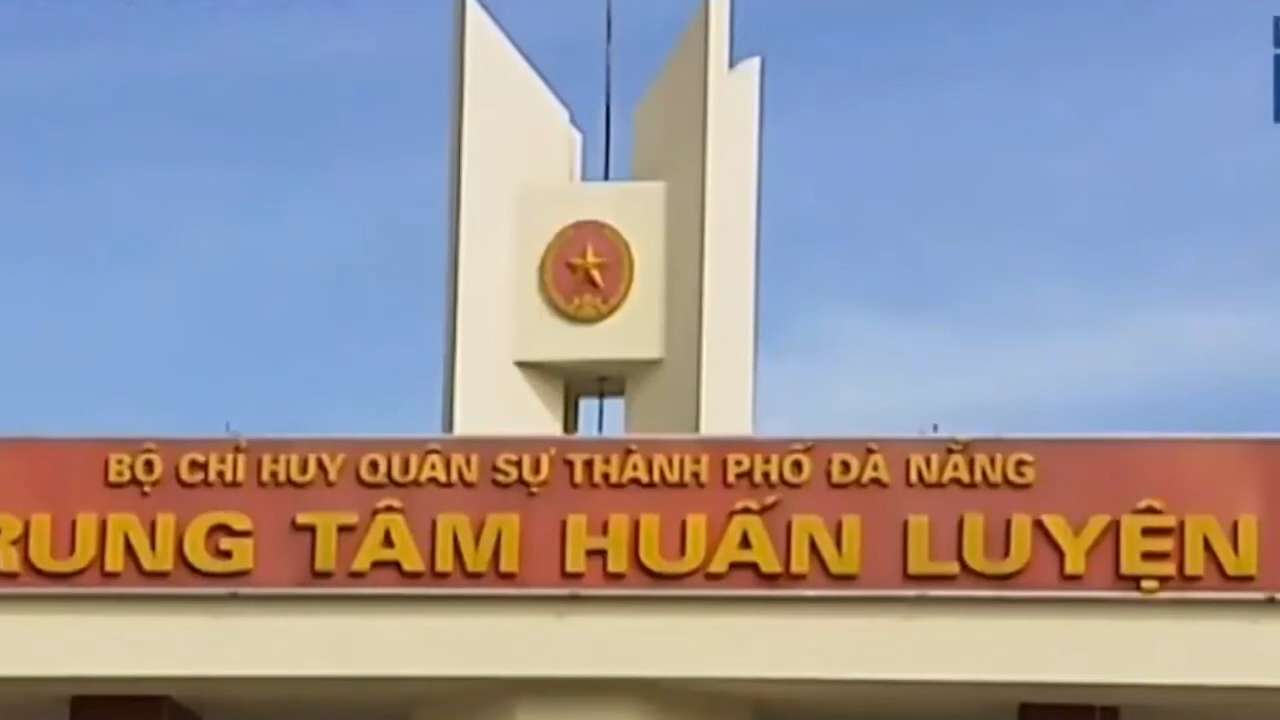 BỘ CHỈ HUY QUÂN SỰ THÀNH PHỐ ĐÀ NẴNG
RUNG TÂM HUẤN LUYỆN